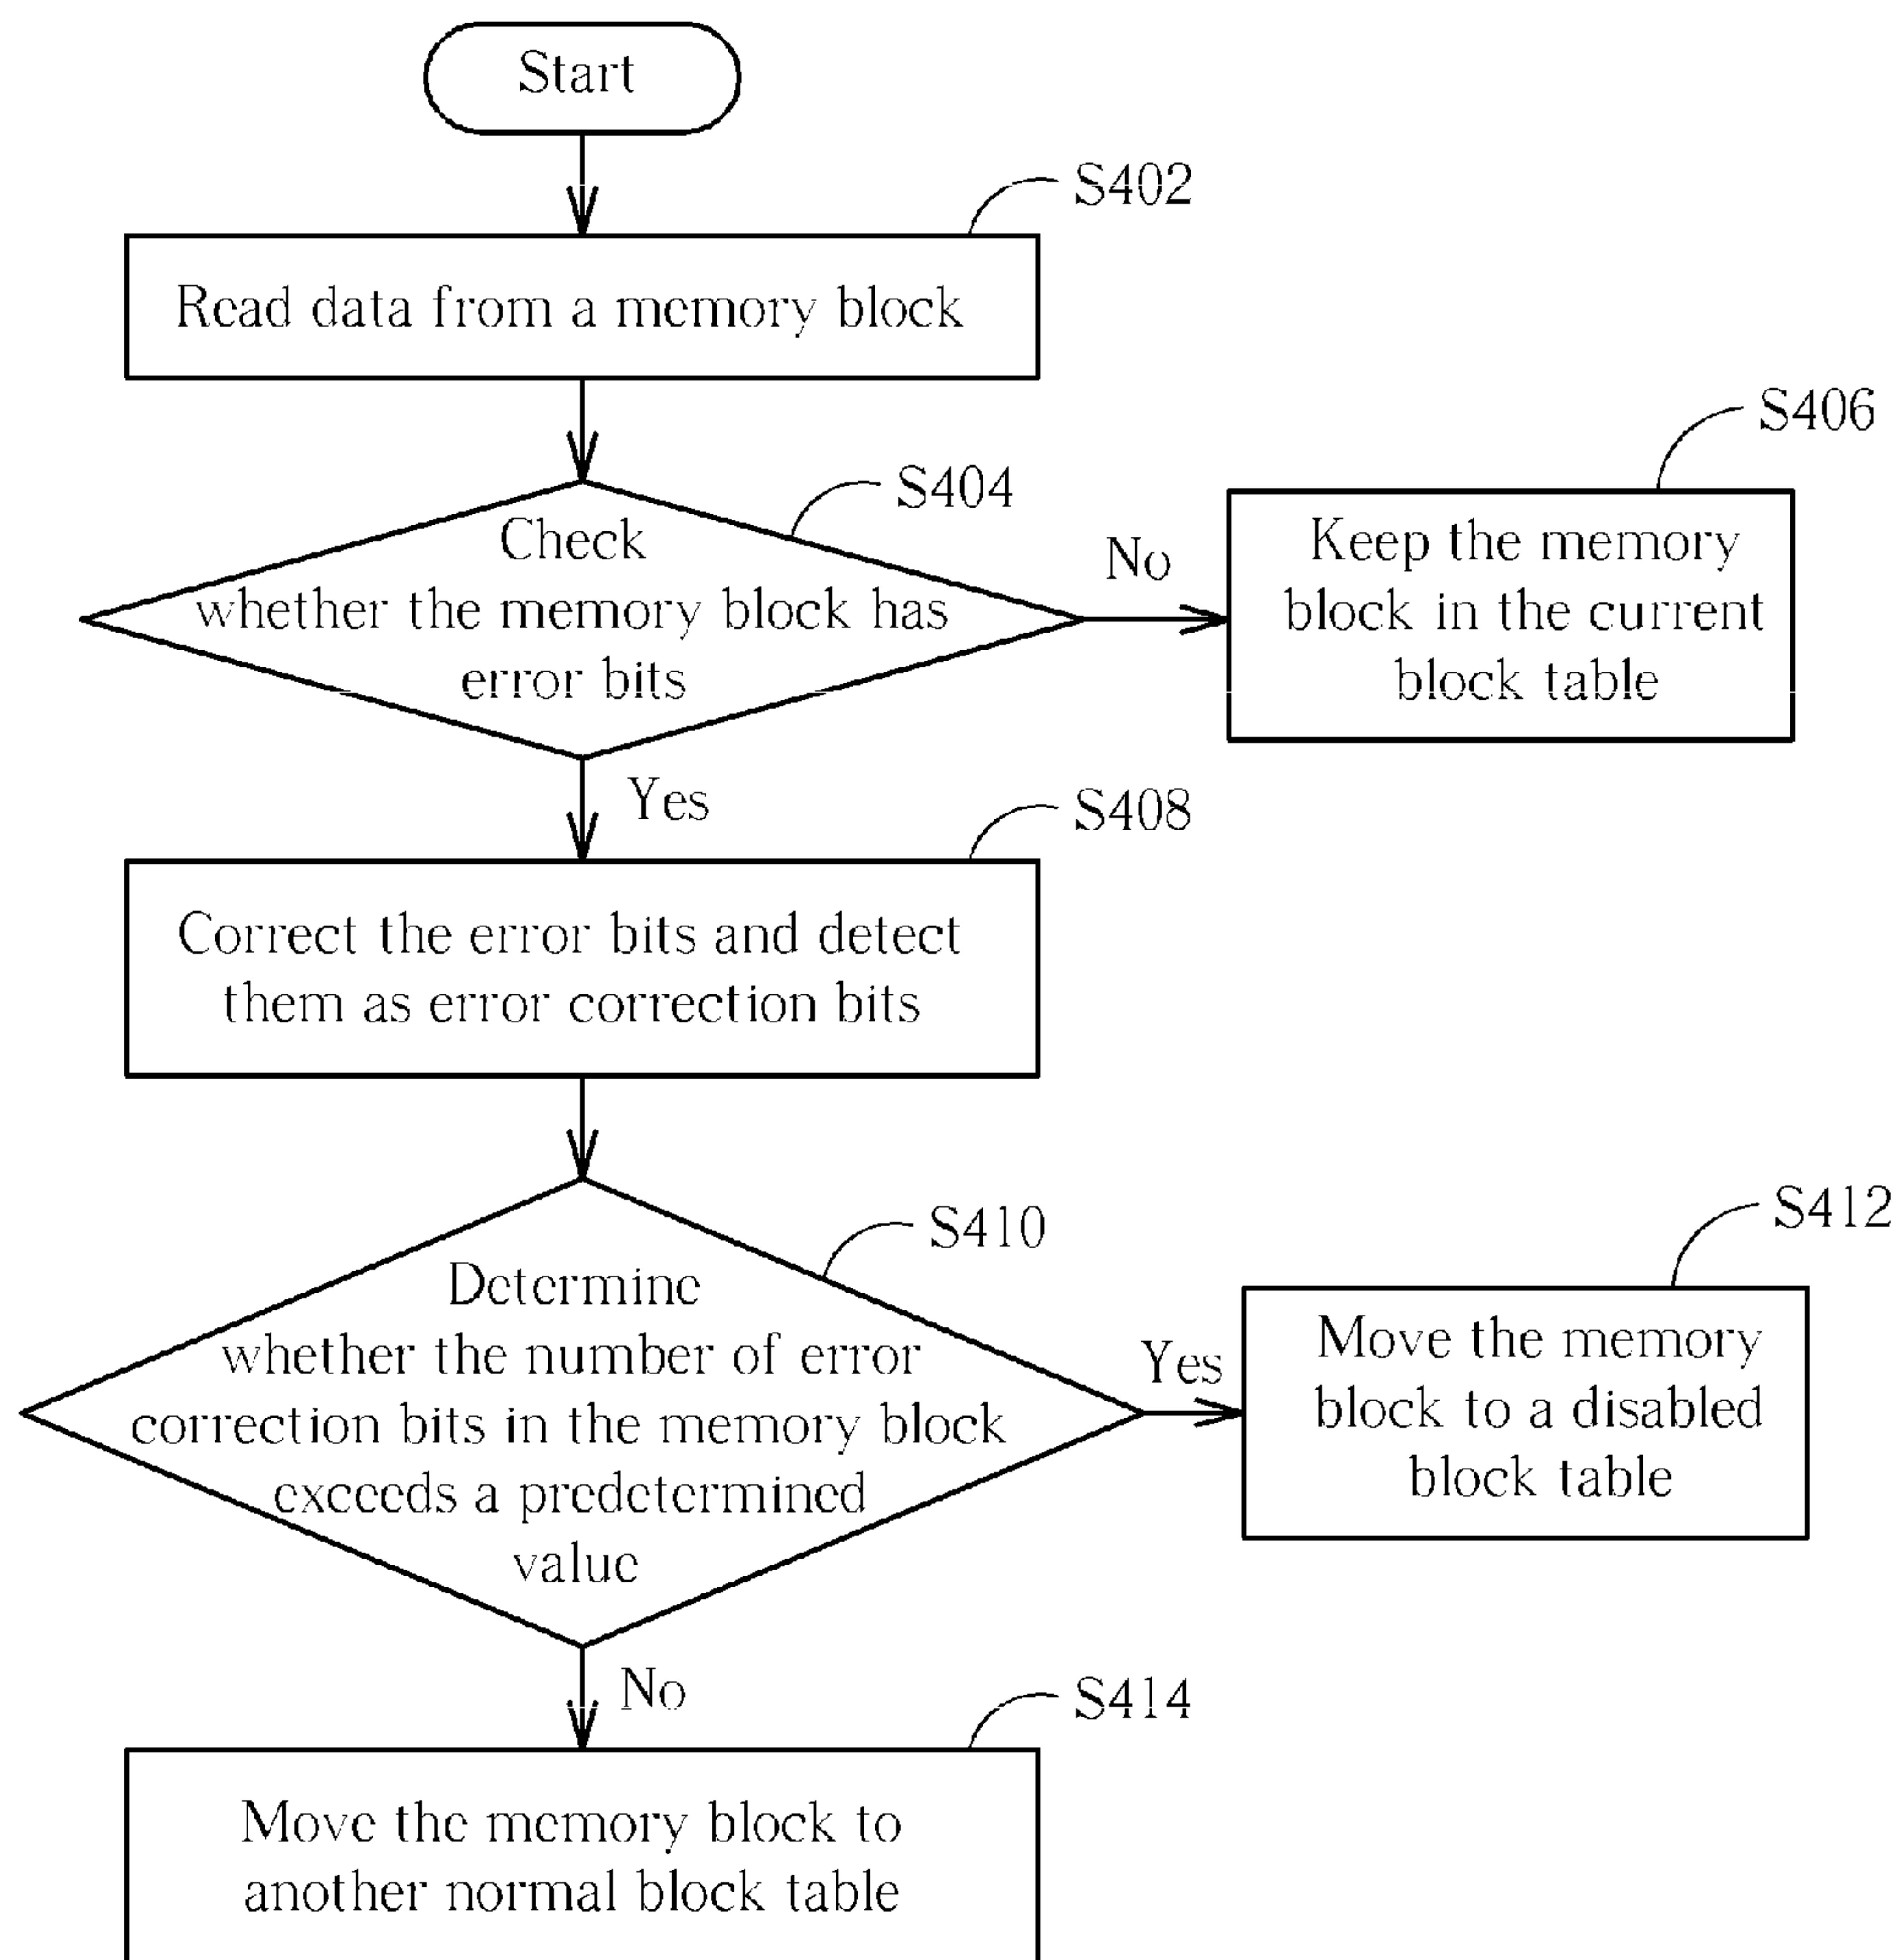 Start
S402
Read data from a memory block
S404
Check
whether the memory block has
error bits
No
S406
Keep the memory
block in the current
block table
Yes
S408
Correct the error bits and detect
them as error correction bits
S410
Determine
whether the number of error
correction bits in the memory block
exceeds a predetermined
value
Yes
S412
Move the memory
block to a disabled
block table
No
S414
Move the memory block to
another normal block table